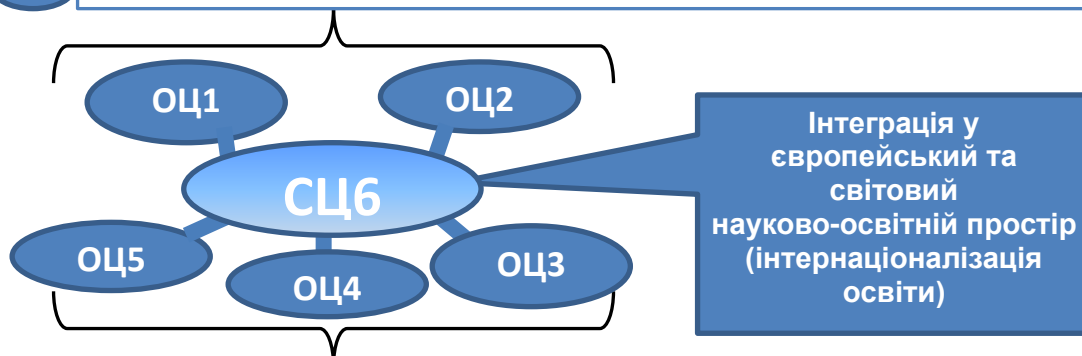 ОЦ1
ОЦ2
СЦ6
ОЦ5
ОЦ4
ОЦ3
Інтеграція у
європейський та
світовий
науково-освітній простір
(інтернаціоналізація
освіти)